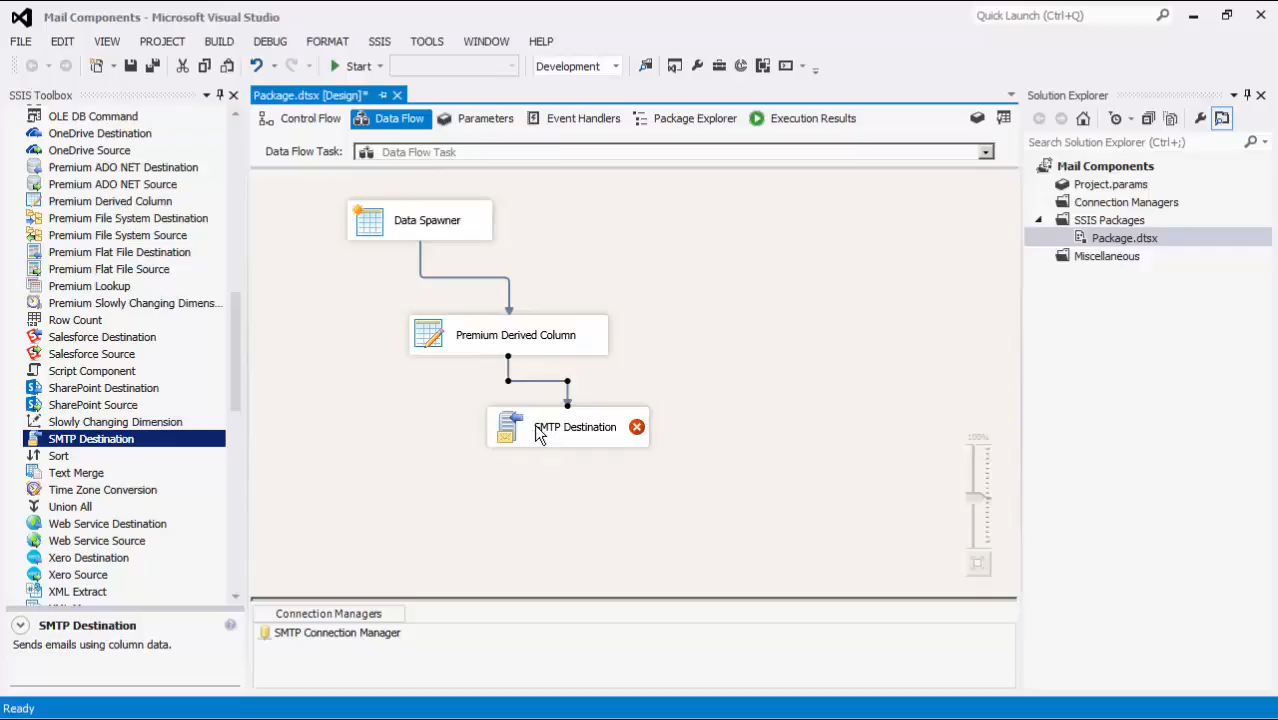 Mail Components - Microsoft Visual Studio
Quick Launch (Ctrl+Q)
FILE EDIT VIEW PROJECT BUILD DEBUG FORMAT SSIS TOOLS WINDOW HELP
Start Development
SSIS Toolbox
OLE DB Command
OneDrive Destination
OneDrive Source
Premium ADO NET Destination
Premium ADO NET Source
Premium Derived Column
Premium File System Destination
Premium File System Source
Premium Flat File Destination
Premium Flat File Source
Premium Lookup
Premium Slowly Changing Dimens...
Row Count
Salesforce Destination
Salesforce Source
Script Component
SharePoint Destination
SharePoint Source
Slowly Changing Dimension
SMTP Destination
Sort
Text Merge
Time Zone Conversion
Union All
Web Service Destination
Web Service Source
Xero Destination
Xero Source
XML Extract
SMTP Destination
Sends emails using column data.
Package.dtsx [Design]*
Control Flow Data Flow Parameters Event Handlers Package Explorer Execution Results
Data Flow Task: Data Flow Task
Data Spawner
Premium Derived Column
SMTP Destination
100%
Connection Managers
SMTP Connection Manager
Solution Explorer
Search Solution Explorer (Ctrl+;)
Mail Components
Project.params
Connection Managers
SSIS Packages
Package.dtsx
Miscellaneous
Ready